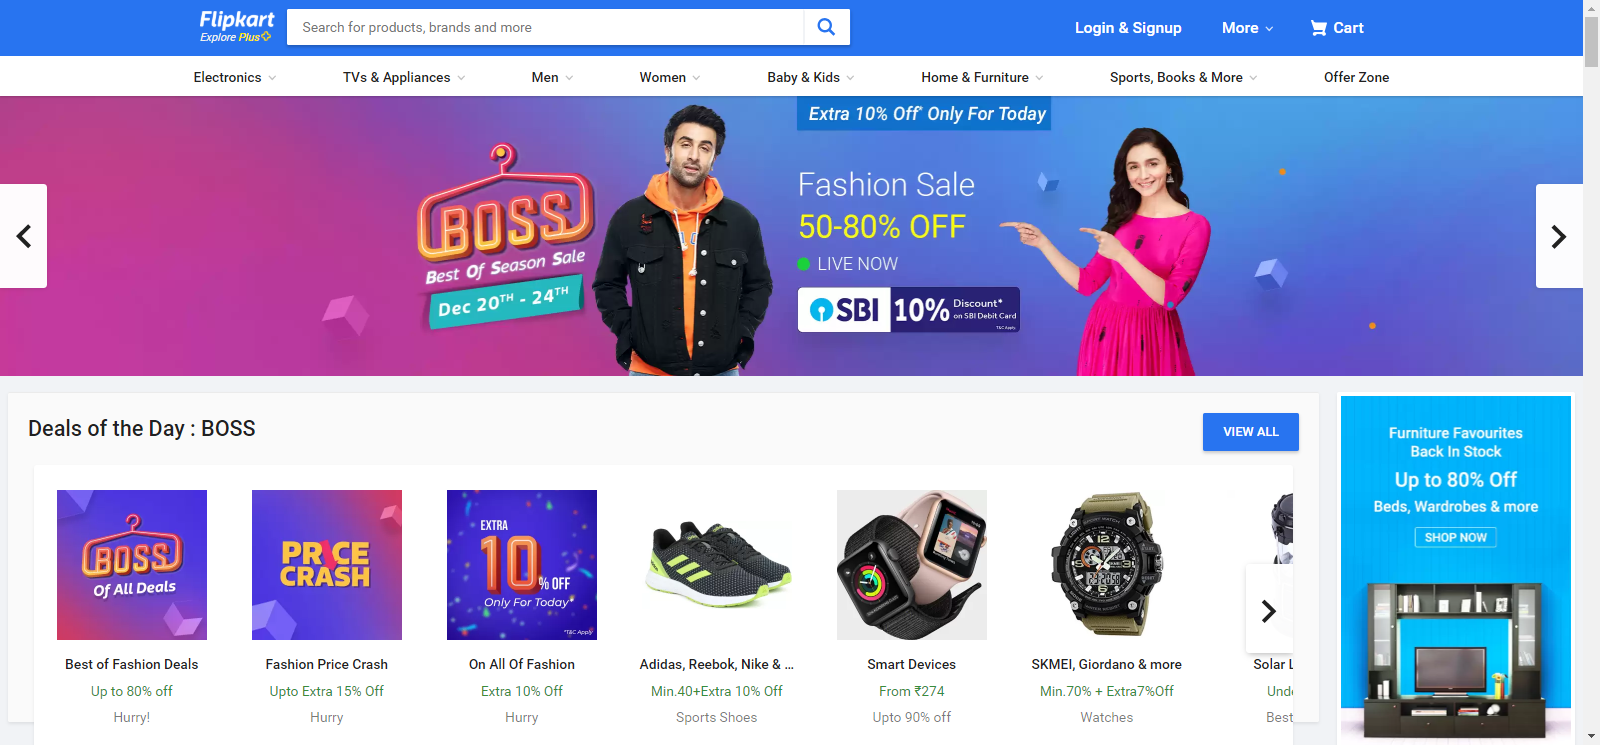 Flipkart
Explore Plus
Search for products, brands and more
Login & Signup
More
Cart
Electronics
TVs & Appliances
Men
Women
Baby & Kids
Home & Furniture
Sports, Books & More
Offer Zone
BOSS
Best Of Season Sale
Dec 20TH - 24TH
Extra 10% Off* Only For Today
Fashion Sale
50-80% OFF
LIVE NOW
SBI 10% Discount*
on SBI Debit Card
T&C Apply
Deals of the Day : BOSS
VIEW ALL
BOSS
Of All Deals
Best of Fashion Deals
Up to 80% off
Hurry!
PRICE
CRASH
Fashion Price Crash
Upto Extra 15% Off
Hurry
EXTRA
10% OFF
Only For Today*
*T&C Apply
On All Of Fashion
Extra 10% Off
Hurry
Adidas, Reebok, Nike & ...
Min.40+Extra 10% Off
Sports Shoes
Smart Devices
From ₹274
Upto 90% off
SKMEI, Giordano & more
Min.70% + Extra7%Off
Watches
Solar L
Unde
Best
Furniture Favourites
Back In Stock
Up to 80% Off
Beds, Wardrobes & more
SHOP NOW